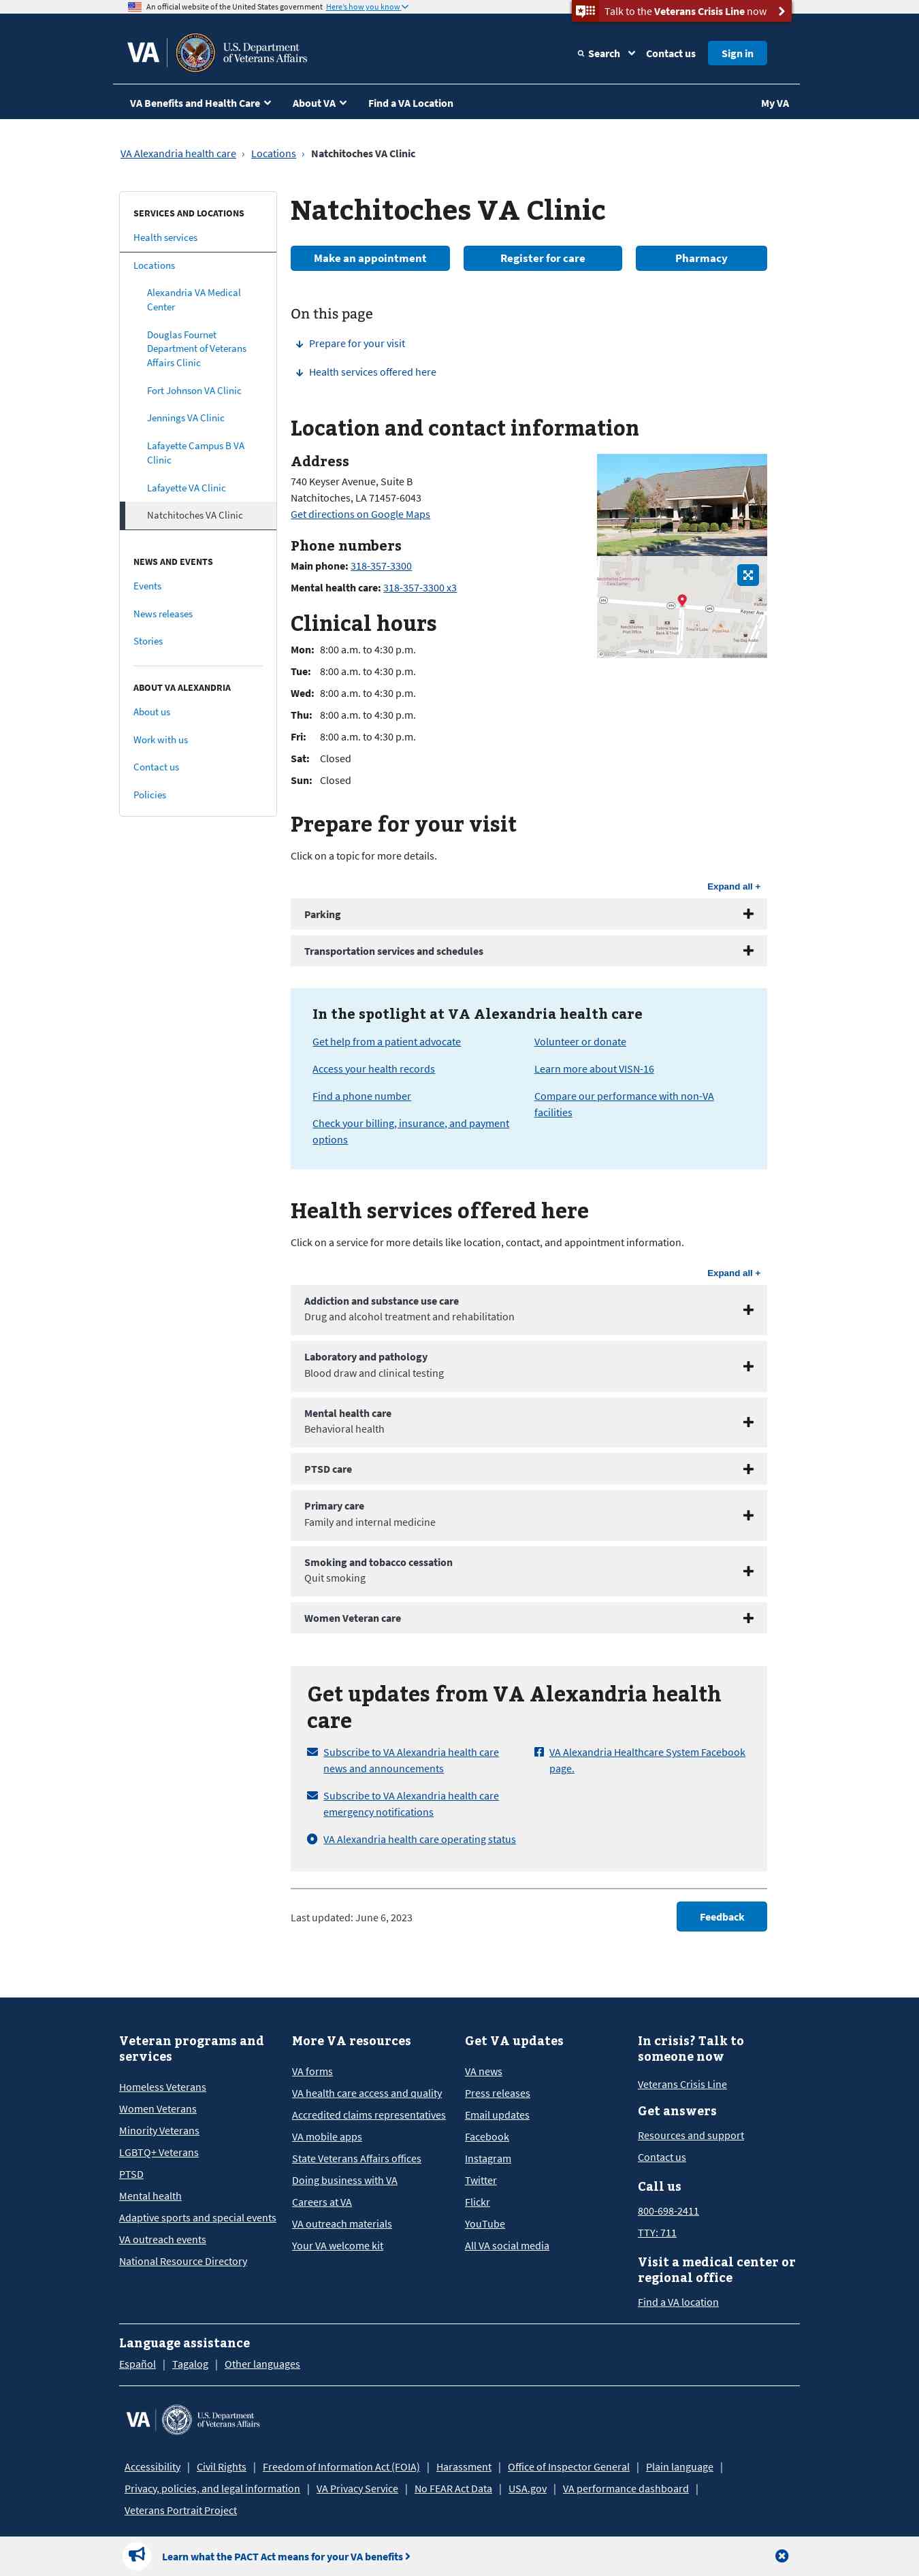 An official website of the United States government Here's how you know
Talk to the Veterans Crisis Line now
VA
U.S. Department
of Veterans Affairs
Search
Contact us
Sign in
VA Benefits and Health Care
About VA
Find a VA Location
My VA
VA Alexandria health care › Locations › Natchitoches VA Clinic
SERVICES AND LOCATIONS
Health services
Locations
Alexandria VA Medical
Center
Douglas Fournet
Department of Veterans
Affairs Clinic
Fort Johnson VA Clinic
Jennings VA Clinic
Lafayette Campus B VA
Clinic
Lafayette VA Clinic
Natchitoches VA Clinic
NEWS AND EVENTS
Events
News releases
Stories
ABOUT VA ALEXANDRIA
About us
Work with us
Contact us
Policies
Natchitoches VA Clinic
Make an appointment
Register for care
Pharmacy
On this page
Prepare for your visit
Health services offered here
Location and contact information
Address
740 Keyser Avenue, Suite B
Natchitoches, LA 71457-6043
Get directions on Google Maps
Phone numbers
Main phone: 318-357-3300
Mental health care: 318-357-3300 x3
Clinical hours
Mon: 8:00 a.m. to 4:30 p.m.
Tue: 8:00 a.m. to 4:30 p.m.
Wed: 8:00 a.m. to 4:30 p.m.
Thu: 8:00 a.m. to 4:30 p.m.
Fri: 8:00 a.m. to 4:30 p.m.
Sat: Closed
Sun: Closed
Prepare for your visit
Click on a topic for more details.
Expand all +
Parking
Transportation services and schedules
In the spotlight at VA Alexandria health care
Get help from a patient advocate
Access your health records
Find a phone number
Check your billing, insurance, and payment
options
Volunteer or donate
Learn more about VISN-16
Compare our performance with non-VA
facilities
Health services offered here
Click on a service for more details like location, contact, and appointment information.
Expand all +
Addiction and substance use care
Drug and alcohol treatment and rehabilitation
Laboratory and pathology
Blood draw and clinical testing
Mental health care
Behavioral health
PTSD care
Primary care
Family and internal medicine
Smoking and tobacco cessation
Quit smoking
Women Veteran care
Get updates from VA Alexandria health
care
Subscribe to VA Alexandria health care
news and announcements
Subscribe to VA Alexandria health care
emergency notifications
VA Alexandria health care operating status
VA Alexandria Healthcare System Facebook
page.
Last updated: June 6, 2023
Feedback
Veteran programs and
services
Homeless Veterans
Women Veterans
Minority Veterans
LGBTQ+ Veterans
PTSD
Mental health
Adaptive sports and special events
VA outreach events
National Resource Directory
More VA resources
VA forms
VA health care access and quality
Accredited claims representatives
VA mobile apps
State Veterans Affairs offices
Doing business with VA
Careers at VA
VA outreach materials
Your VA welcome kit
Get VA updates
VA news
Press releases
Email updates
Facebook
Instagram
Twitter
Flickr
YouTube
All VA social media
In crisis? Talk to
someone now
Veterans Crisis Line
Get answers
Resources and support
Contact us
Call us
800-698-2411
TTY: 711
Visit a medical center or
regional office
Find a VA location
Language assistance
Español | Tagalog | Other languages
VA
U.S. Department
of Veterans Affairs
Accessibility | Civil Rights | Freedom of Information Act (FOIA) | Harassment | Office of Inspector General | Plain language |
Privacy, policies, and legal information | VA Privacy Service | No FEAR Act Data | USA.gov | VA performance dashboard |
Veterans Portrait Project
Learn what the PACT Act means for your VA benefits